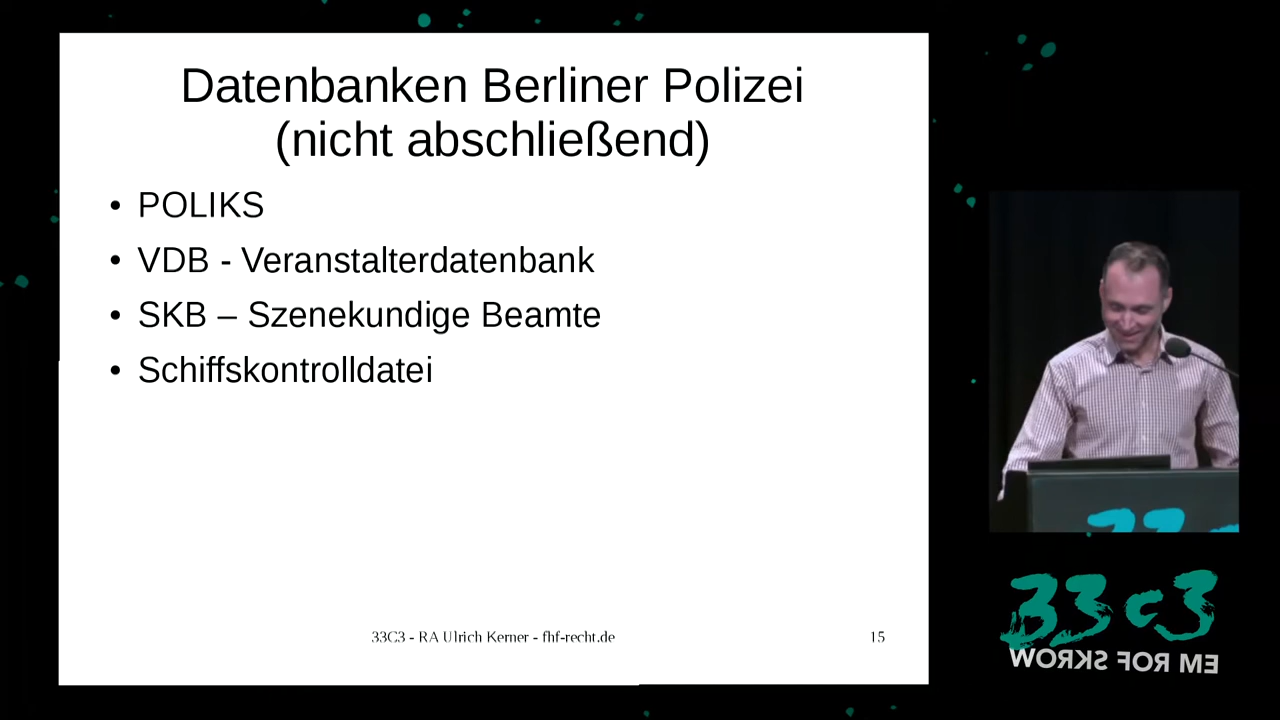 Datenbanken Berliner Polizei
(nicht abschließend)
• POLIKS
• VDB - Veranstalterdatenbank
• SKB – Szenekundige Beamte
• Schiffskontrolldatei
33C3 - RA Ulrich Kerner - fhf-recht.de
15
33c3
WORKS FOR ME